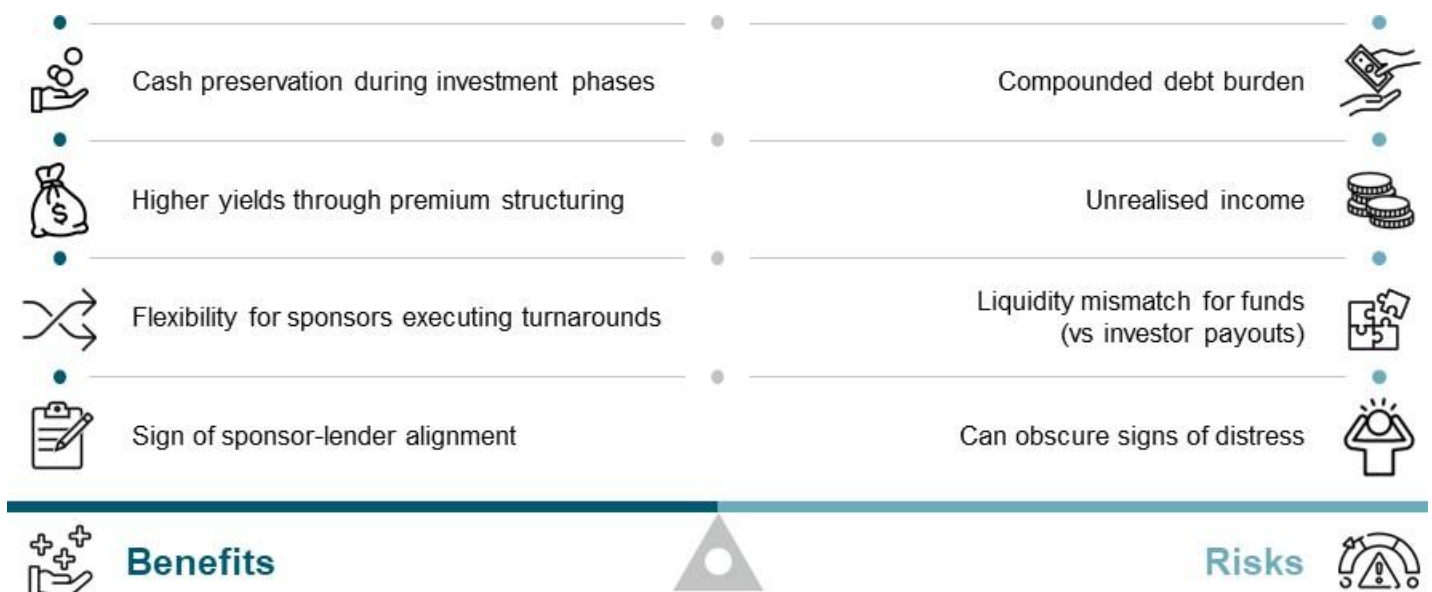 Cash preservation during investment phases
Compounded debt burden
Higher yields through premium structuring
$
Unrealised income
Flexibility for sponsors executing turnarounds
Liquidity mismatch for funds
(vs investor payouts)
Sign of sponsor-lender alignment
Can obscure signs of distress
Benefits
Risks